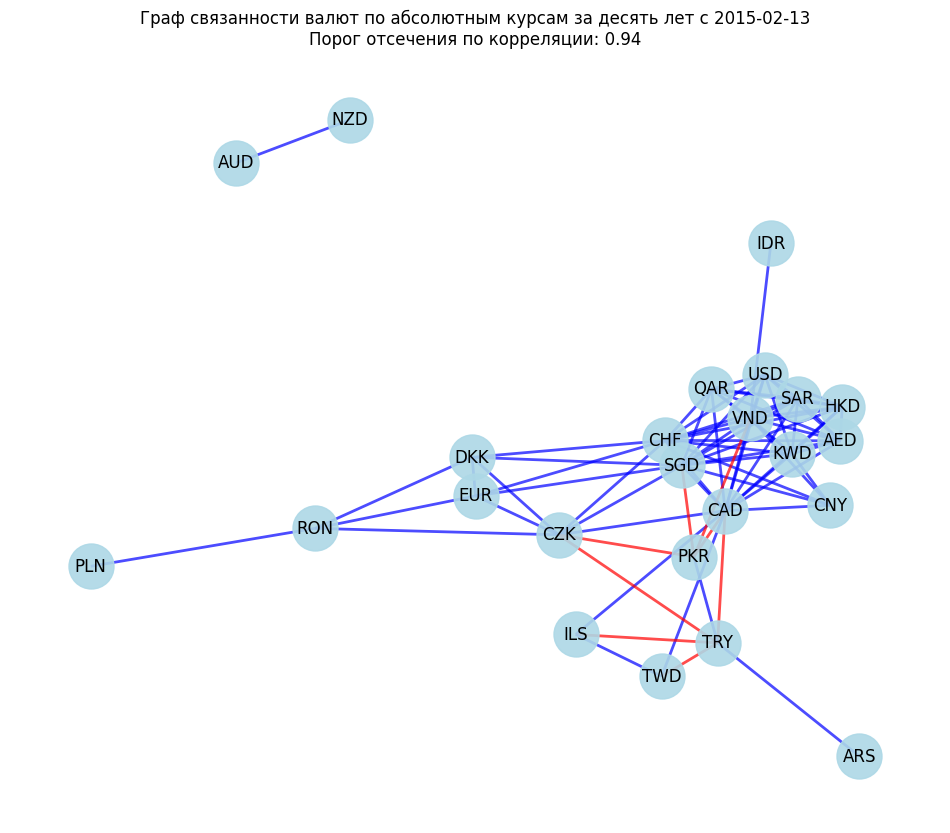 Граф связанности валют по абсолютным курсам за десять лет с 2015-02-13
Порог отсечения по корреляции: 0.94
NZD
AUD
IDR
USD
QAR
SAR
HKD
VND
CHF
AED
KWD
DKK
SGD
EUR
CNY
CAD
RON
CZK
PKR
PLN
ILS
TRY
TWD
ARS